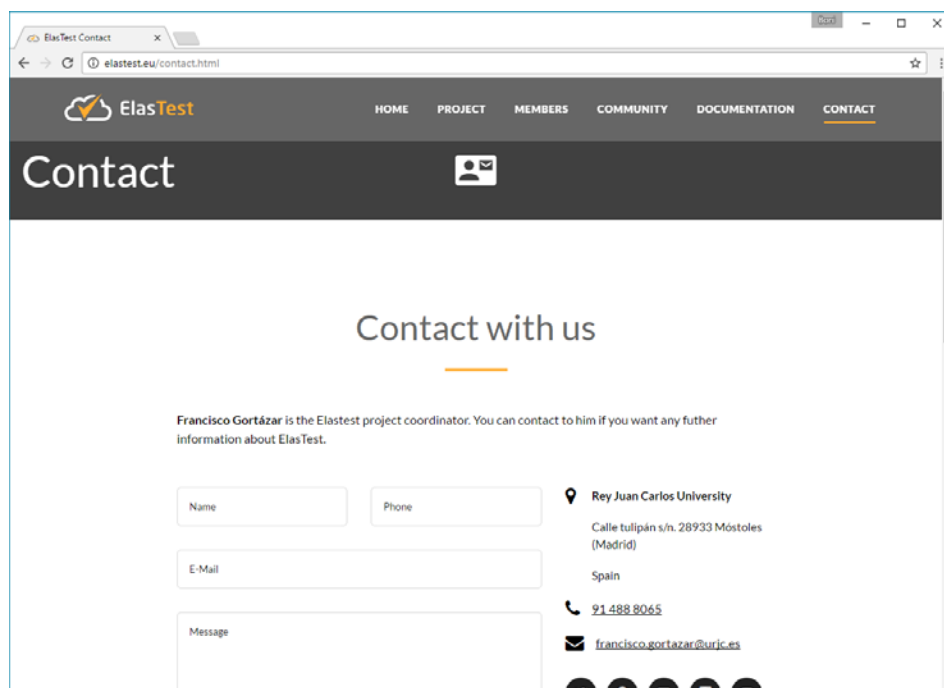 ElasTest Contact
elastest.eu/contact.html
ElasTest
HOME PROJECT MEMBERS COMMUNITY DOCUMENTATION CONTACT
Contact
Contact with us
Francisco Gortázar is the Elastest project coordinator. You can contact to him if you want any futher
information about ElasTest.
Name Phone
E-Mail
Message
Rey Juan Carlos University
Calle tulipán s/n. 28933 Móstoles
(Madrid)
Spain
91 488 8065
francisco.gortazar@urjc.es